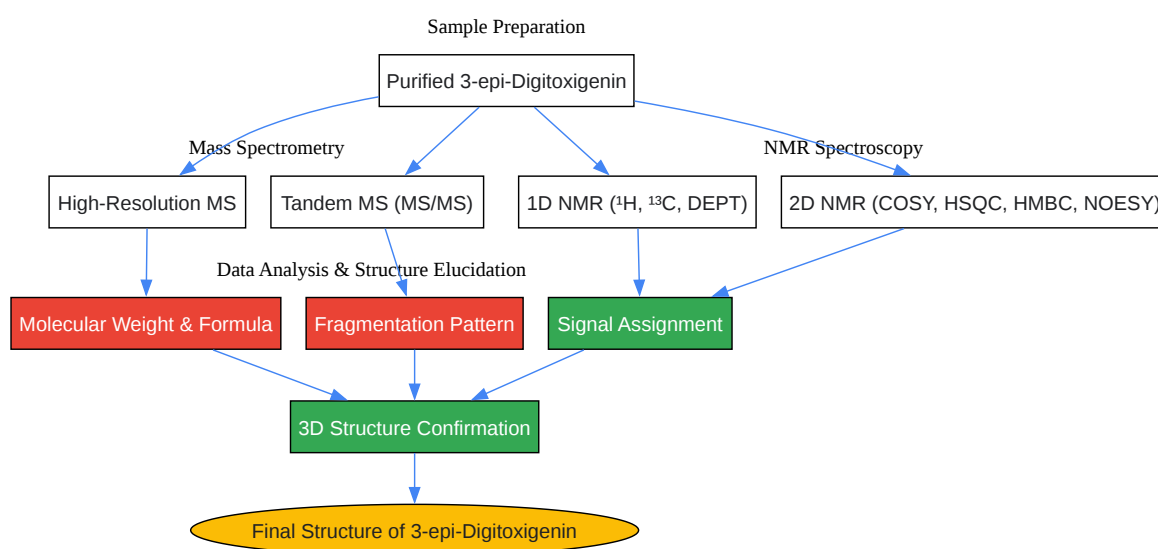 Sample Preparation
Purified 3-epi-Digitoxigenin
Mass Spectrometry
NMR Spectroscopy
High-Resolution MS
Tandem MS (MS/MS)
1D NMR (¹H, ¹³C, DEPT)
2D NMR (COSY, HSQC, HMBC, NOESY)
Data Analysis & Structure Elucidation
Molecular Weight & Formula
Fragmentation Pattern
Signal Assignment
3D Structure Confirmation
Final Structure of 3-epi-Digitoxigenin